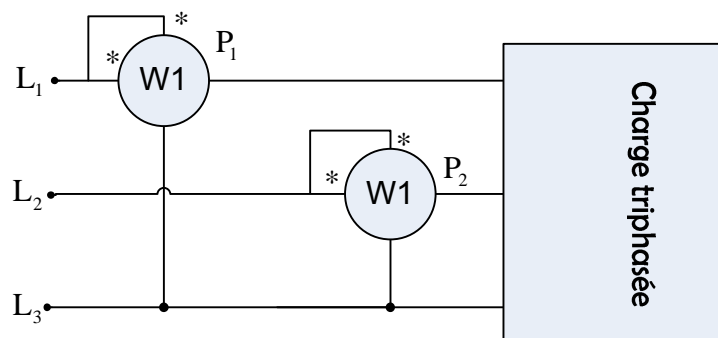 *
P₁
*
L₁
W1
*
P₂
*
L₂
W1
L₃
Charge triphasée